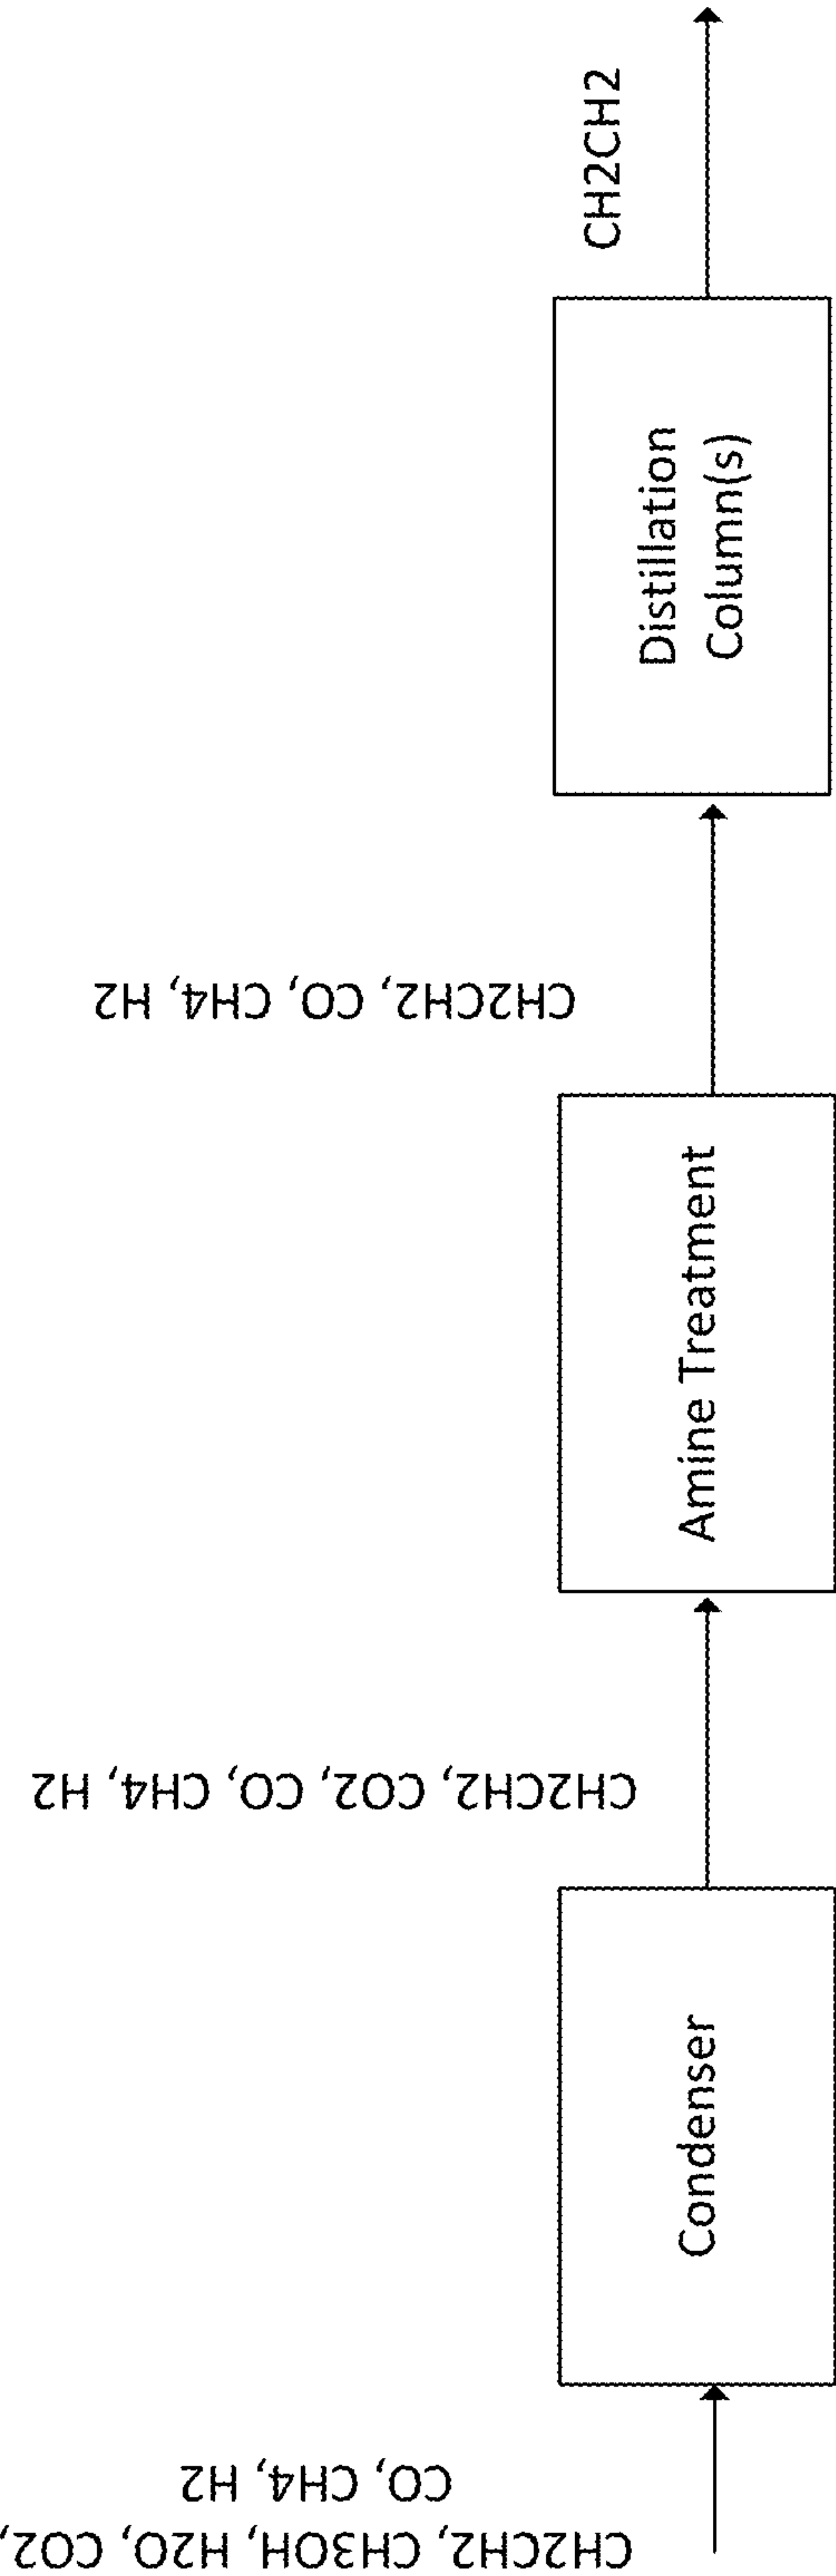 CH2CH2, CH3OH, H2O, CO2,
CO, CH4, H2
Condenser
CH2CH2, CO2, CO, CH4, H2
Amine Treatment
CH2CH2, CO, CH4, H2
Distillation
Column(s)
CH2CH2